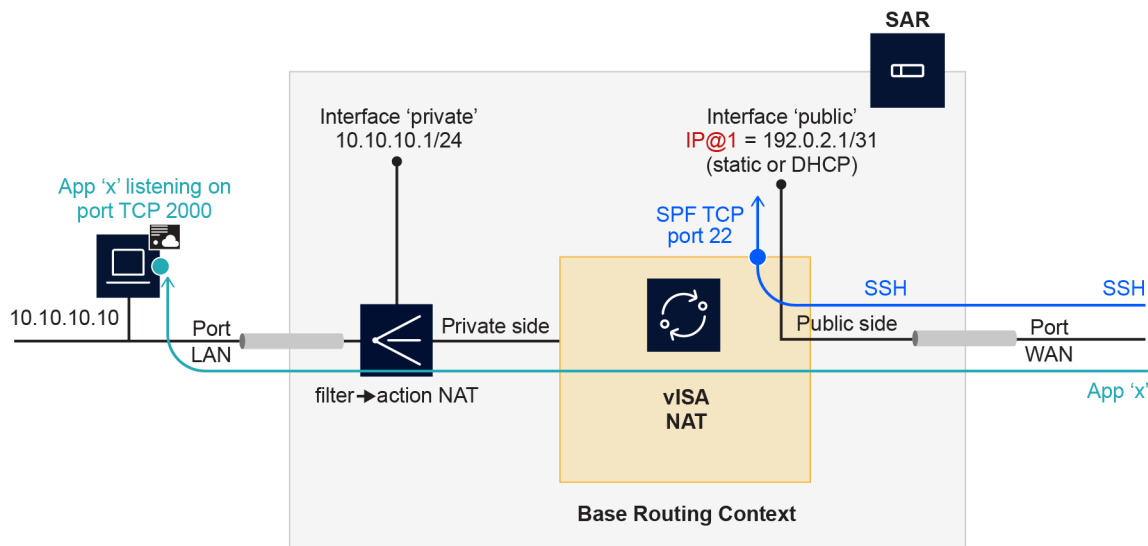 SAR
Interface ‘private’
10.10.10.1/24
Interface ‘public’
IP@1 = 192.0.2.1/31
(static or DHCP)
App ‘x’ listening on
port TCP 2000
SPF TCP
port 22
SSH
SSH
10.10.10.10
Port
LAN
Private side
Public side
Port
WAN
filter➔action NAT
vISA
NAT
App ‘x’
Base Routing Context